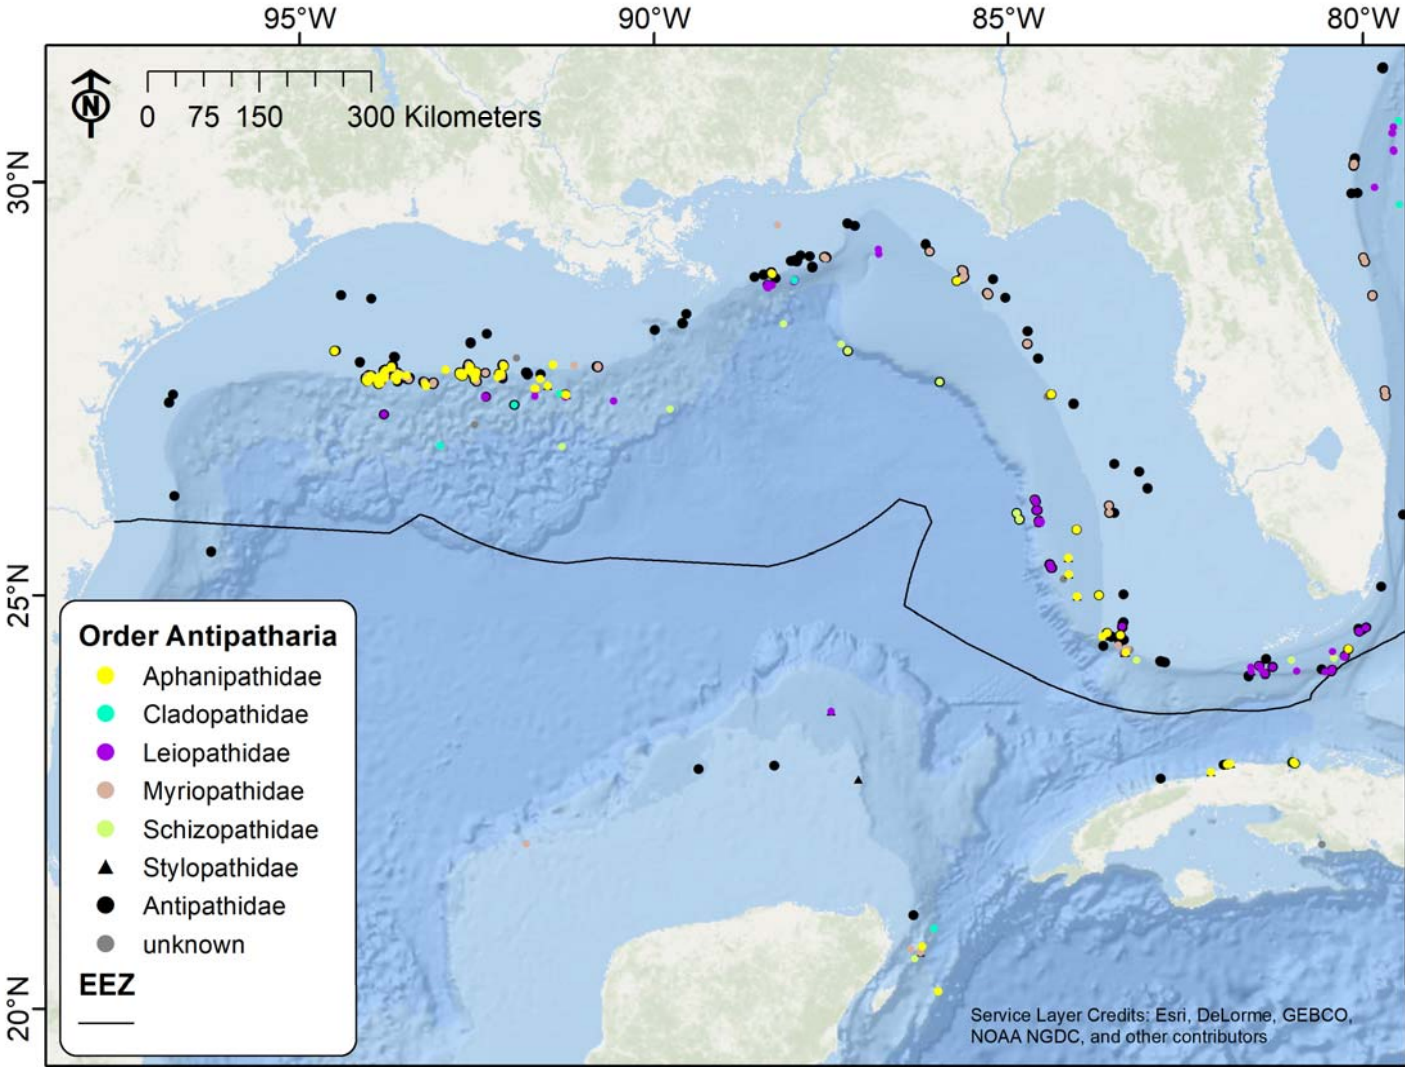 95°W 90°W 85°W 80°W
N
0 75 150 300 Kilometers
30°N
25°N
20°N
Order Antipatharia
Aphanipathidae
Cladopathidae
Leiopathidae
Myriopathidae
Schizopathidae
Stylopathidae
Antipathidae
unknown
EEZ
Service Layer Credits: Esri, DeLorme, GEBCO,
NOAA NGDC, and other contributors